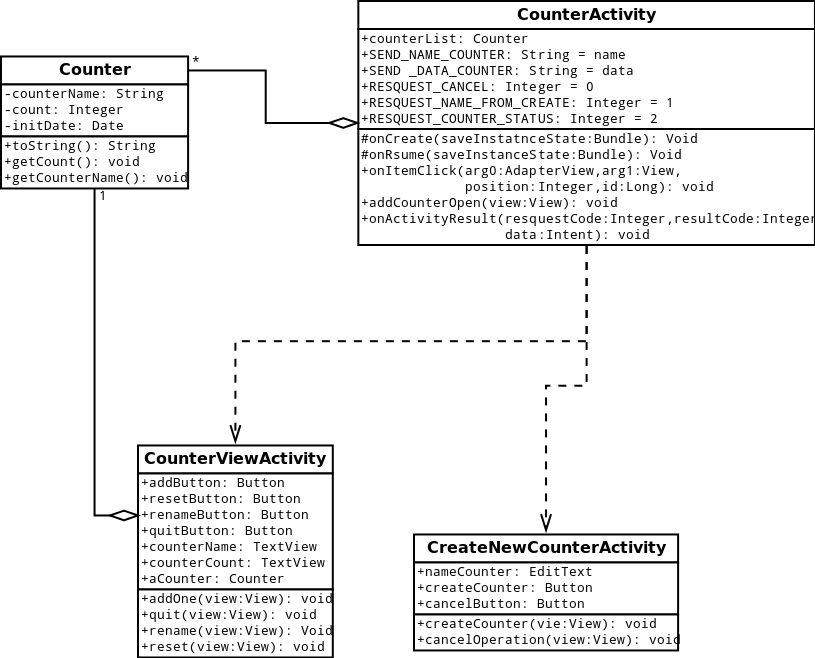 CounterActivity
+counterList: Counter
+SEND_NAME_COUNTER: String = name
+SEND _DATA_COUNTER: String = data
+RESQUEST_CANCEL: Integer = 0
+RESQUEST_NAME_FROM_CREATE: Integer = 1
+RESQUEST_COUNTER_STATUS: Integer = 2
#onCreate(saveInstatnceState:Bundle): Void
#onRsume(saveInstanceState:Bundle): Void
+onItemClick(arg0:AdapterView,arg1:View,
position:Integer,id:Long): void
+addCounterOpen(view:View): void
+onActivityResult(resquestCode:Integer,resultCode:Integer
data:Intent): void
*
Counter
-counterName: String
-count: Integer
-initDate: Date
+toString(): String
+getCount(): void
+getCounterName(): void
1
CounterViewActivity
+addButton: Button
+resetButton: Button
+renameButton: Button
+quitButton: Button
+counterName: TextView
+counterCount: TextView
+aCounter: Counter
+addOne(view:View): void
+quit(view:View): void
+rename(view:View): Void
+reset(view:View): void
CreateNewCounterActivity
+nameCounter: EditText
+createCounter: Button
+cancelButton: Button
+createCounter(vie:View): void
+cancelOperation(view:View): void